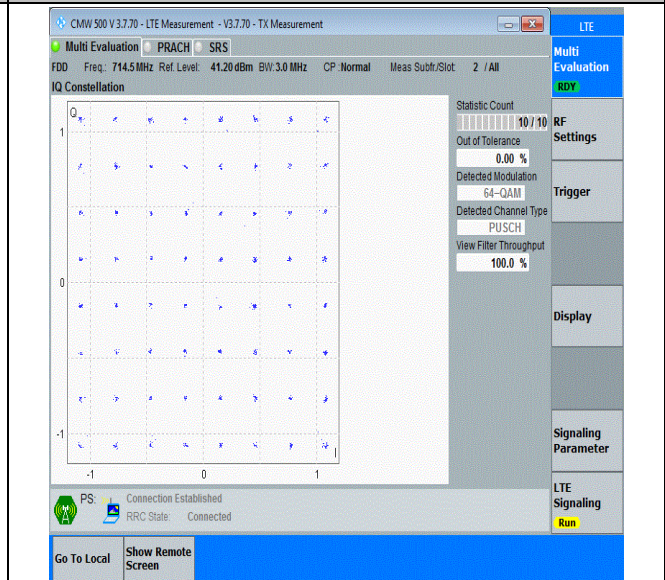 CMW 500 V 3.7.70 - LTE Measurement - V3.7.70 - TX Measurement
LTE
Multi Evaluation PRACH SRS
Multi
Evaluation
RDY
FDD Freq.: 714.5 MHz Ref. Level: 41.20 dBm BW: 3.0 MHz CP :Normal Meas Subfr./Slot: 2 / All
IQ Constellation
Statistic Count
10 / 10
Out of Tolerance
0.00 %
Detected Modulation
64-QAM
Detected Channel Type
PUSCH
View Filter Throughput
100.0 %
Q
1
0
-1
I
-1 0 1
RF
Settings
Trigger
Display
Signaling
Parameter
LTE
Signaling
Run
PS: Connection Established
RRC State: Connected
Go To Local
Show Remote
Screen